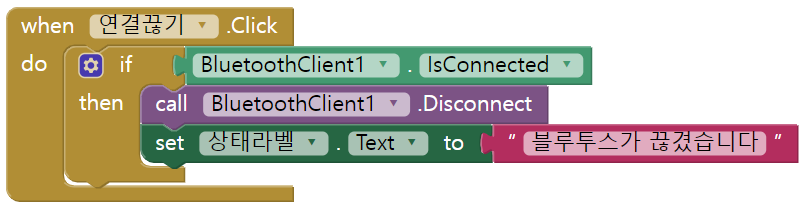 when 연결끊기 .Click
do if BluetoothClient1 . IsConnected
then call BluetoothClient1 .Disconnect
set 상태라벨 . Text to “ 블루투스가 끊겼습니다 ”